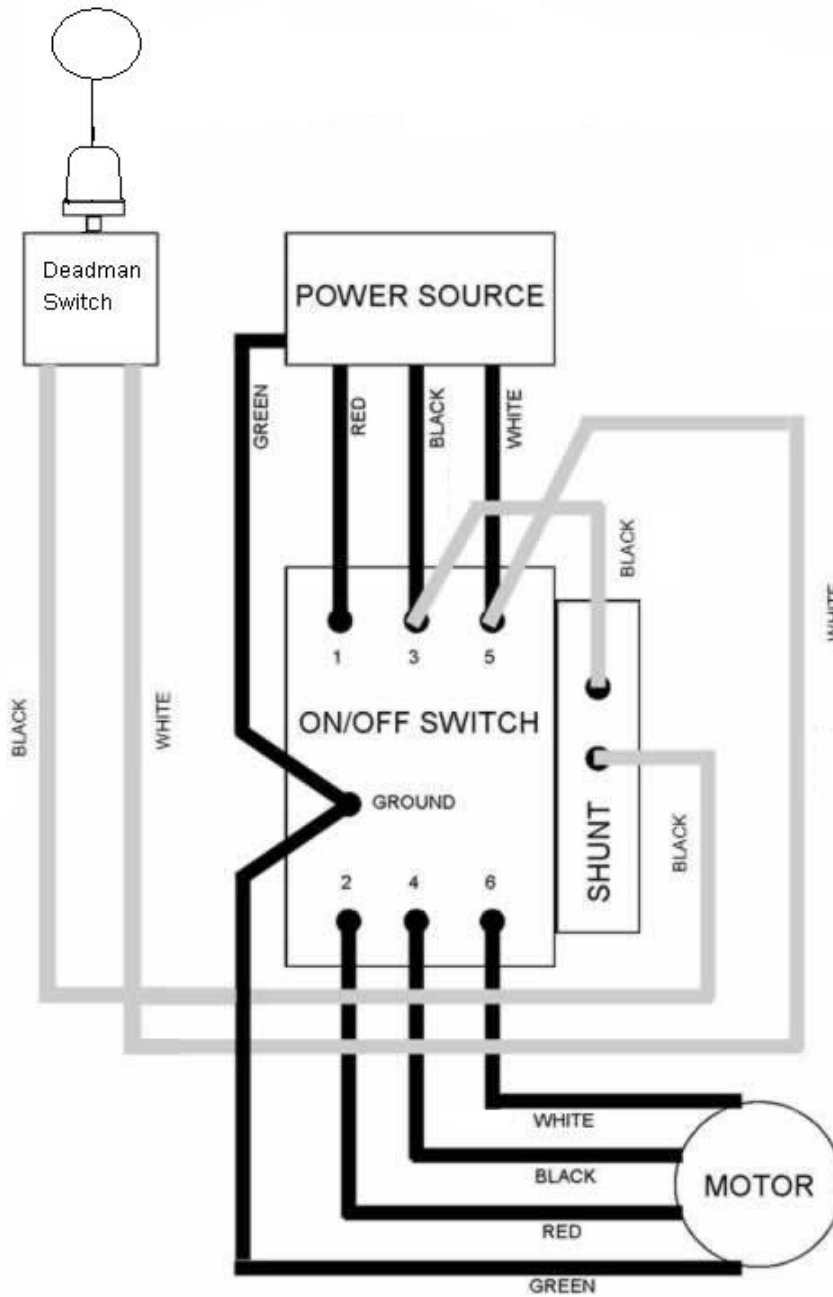 Deadman
Switch
POWER SOURCE
GREEN
RED
BLACK
WHITE
BLACK
WHITE
1
3
5
ON/OFF SWITCH
BLACK
WHITE
GROUND
SHUNT
BLACK
2
4
6
WHITE
BLACK
MOTOR
RED
GREEN